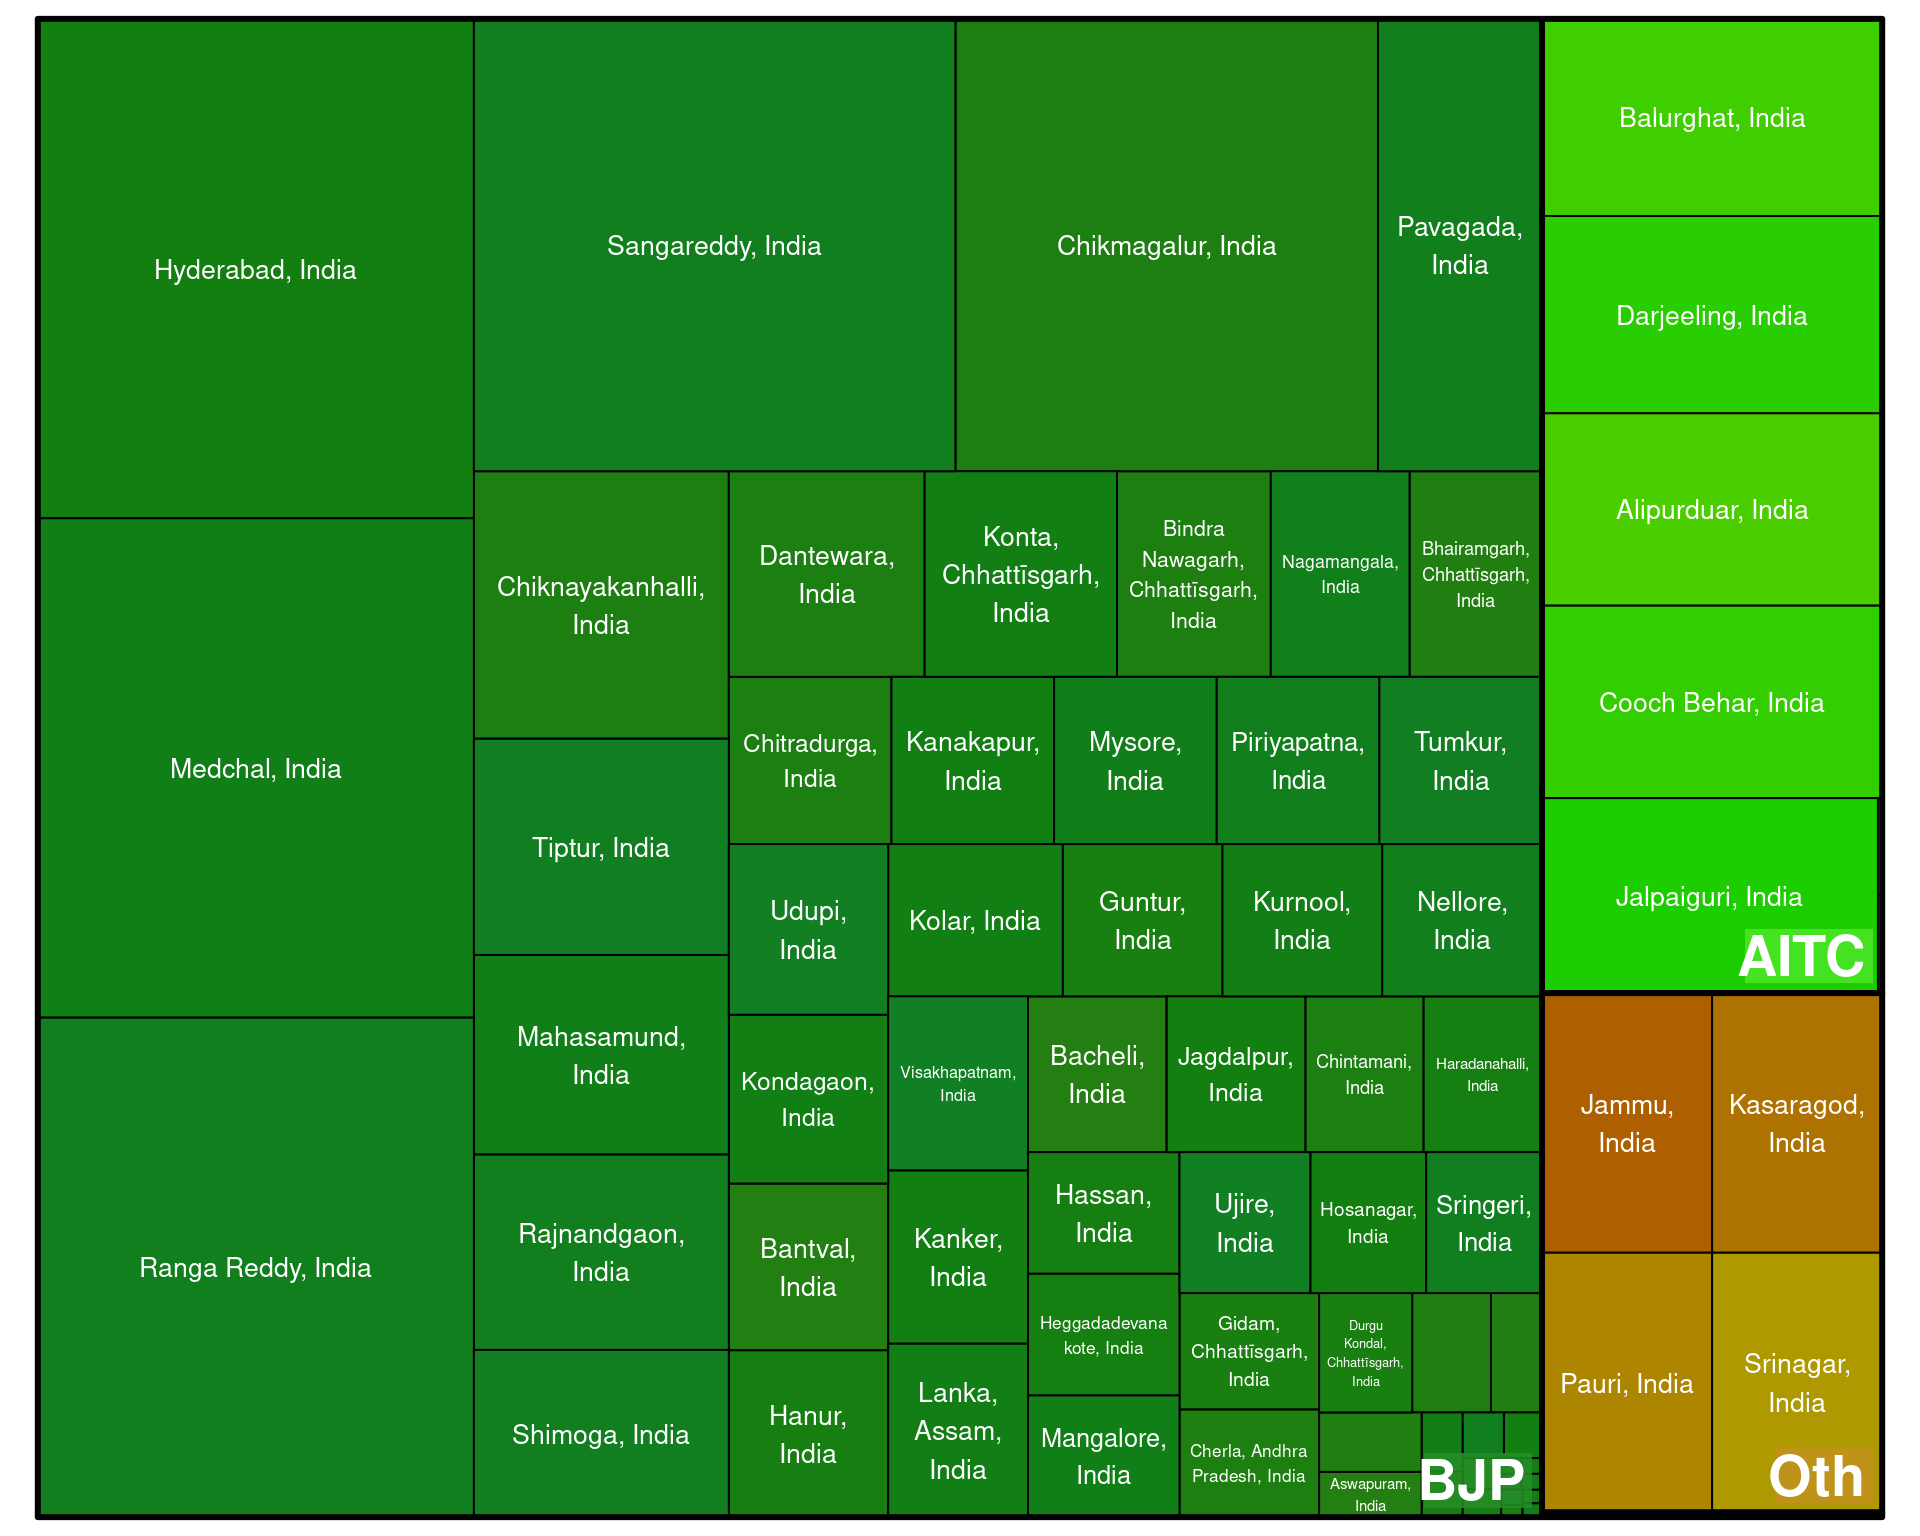 Hyderabad, India
Medchal, India
Ranga Reddy, India
Sangareddy, India
Chikmagalur, India
Pavagada,
India
Chiknayakanhalli,
India
Tiptur, India
Mahasamund,
India
Rajnandgaon,
India
Shimoga, India
Dantewara,
India
Konta,
Chhattīsgarh,
India
Bindra
Nawagarh,
Chhattīsgarh,
India
Nagamangala,
India
Bhairamgarh,
Chhattīsgarh,
India
Chitradurga,
India
Kanakapur,
India
Mysore,
India
Piriyapatna,
India
Tumkur,
India
Udupi,
India
Kondagaon,
India
Bantval,
India
Hanur,
India
Kolar, India
Guntur,
India
Kurnool,
India
Nellore,
India
Visakhapatnam,
India
Kanker,
India
Lanka,
Assam,
India
Bacheli,
India
Jagdalpur,
India
Chintamani,
India
Haradanahalli,
India
Hassan,
India
Heggadadevana
kote, India
Mangalore,
India
Ujire,
India
Hosanagar,
India
Sringeri,
India
Gidam,
Chhattīsgarh,
India
Cherla, Andhra
Pradesh, India
Durgu
Kondal,
Chhattīsgarh,
India
Aswapuram,
India
BJP
Balurghat, India
Darjeeling, India
Alipurduar, India
Cooch Behar, India
Jalpaiguri, India
AITC
Jammu,
India
Kasaragod,
India
Pauri, India
Srinagar,
India
Oth